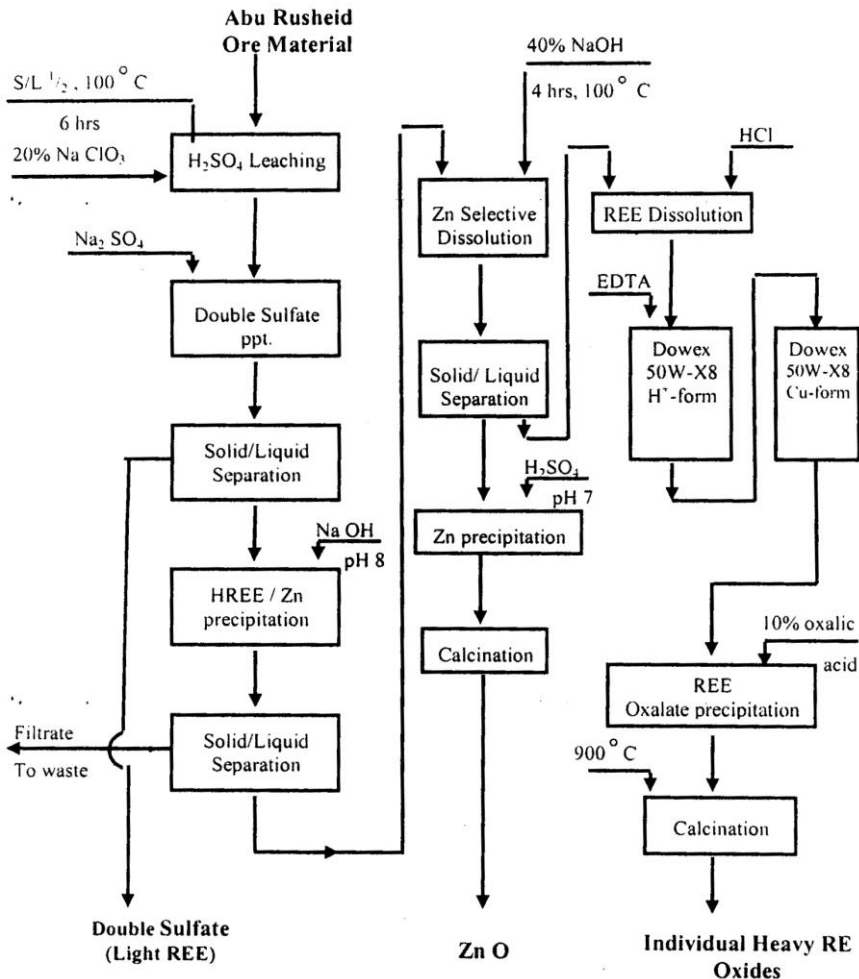 Abu Rusheid
Ore Material
S/L 1/2 , 100° C
6 hrs
20% Na ClO3
H2SO4 Leaching
Na2 SO4
Double Sulfate
ppt.
Solid/Liquid
Separation
Na OH
pH 8
HREE / Zn
precipitation
Solid/Liquid
Separation
Filtrate
To waste
Double Sulfate
(Light REE)
40% NaOH
4 hrs, 100° C
Zn Selective
Dissolution
Solid/ Liquid
Separation
H2SO4
pH 7
Zn precipitation
Calcination
Zn O
HCl
REE Dissolution
EDTA
Dowex
50W-X8
H+-form
Dowex
50W-X8
Cu-form
10% oxalic
acid
REE
Oxalate precipitation
900° C
Calcination
Individual Heavy RE
Oxides